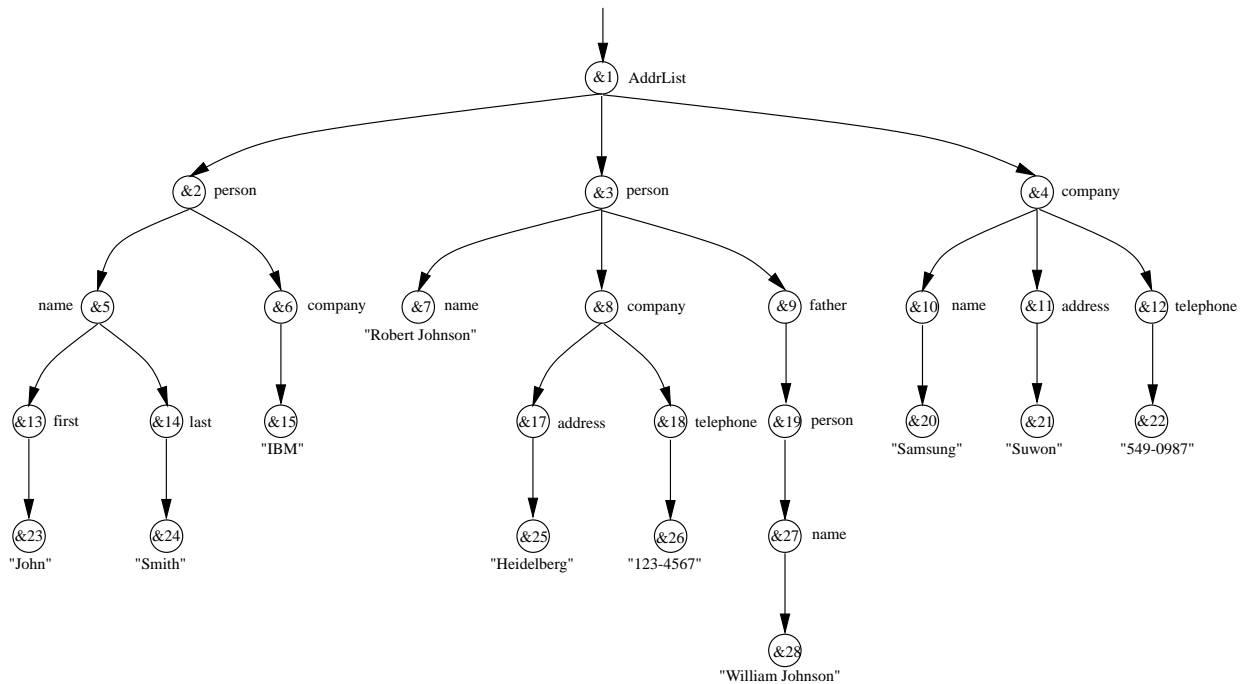 &1 AddrList
&2 person
&3 person
&4 company
name &5
&6 company
&7 name
"Robert Johnson"
&8 company
&9 father
&10 name
&11 address
&12 telephone
&13 first
&14 last
&15
"IBM"
&17 address
&18 telephone
&19 person
&20
"Samsung"
&21
"Suwon"
&22
"549-0987"
&23
"John"
&24
"Smith"
&25
"Heidelberg"
&26
"123-4567"
&27 name
&28
"William Johnson"